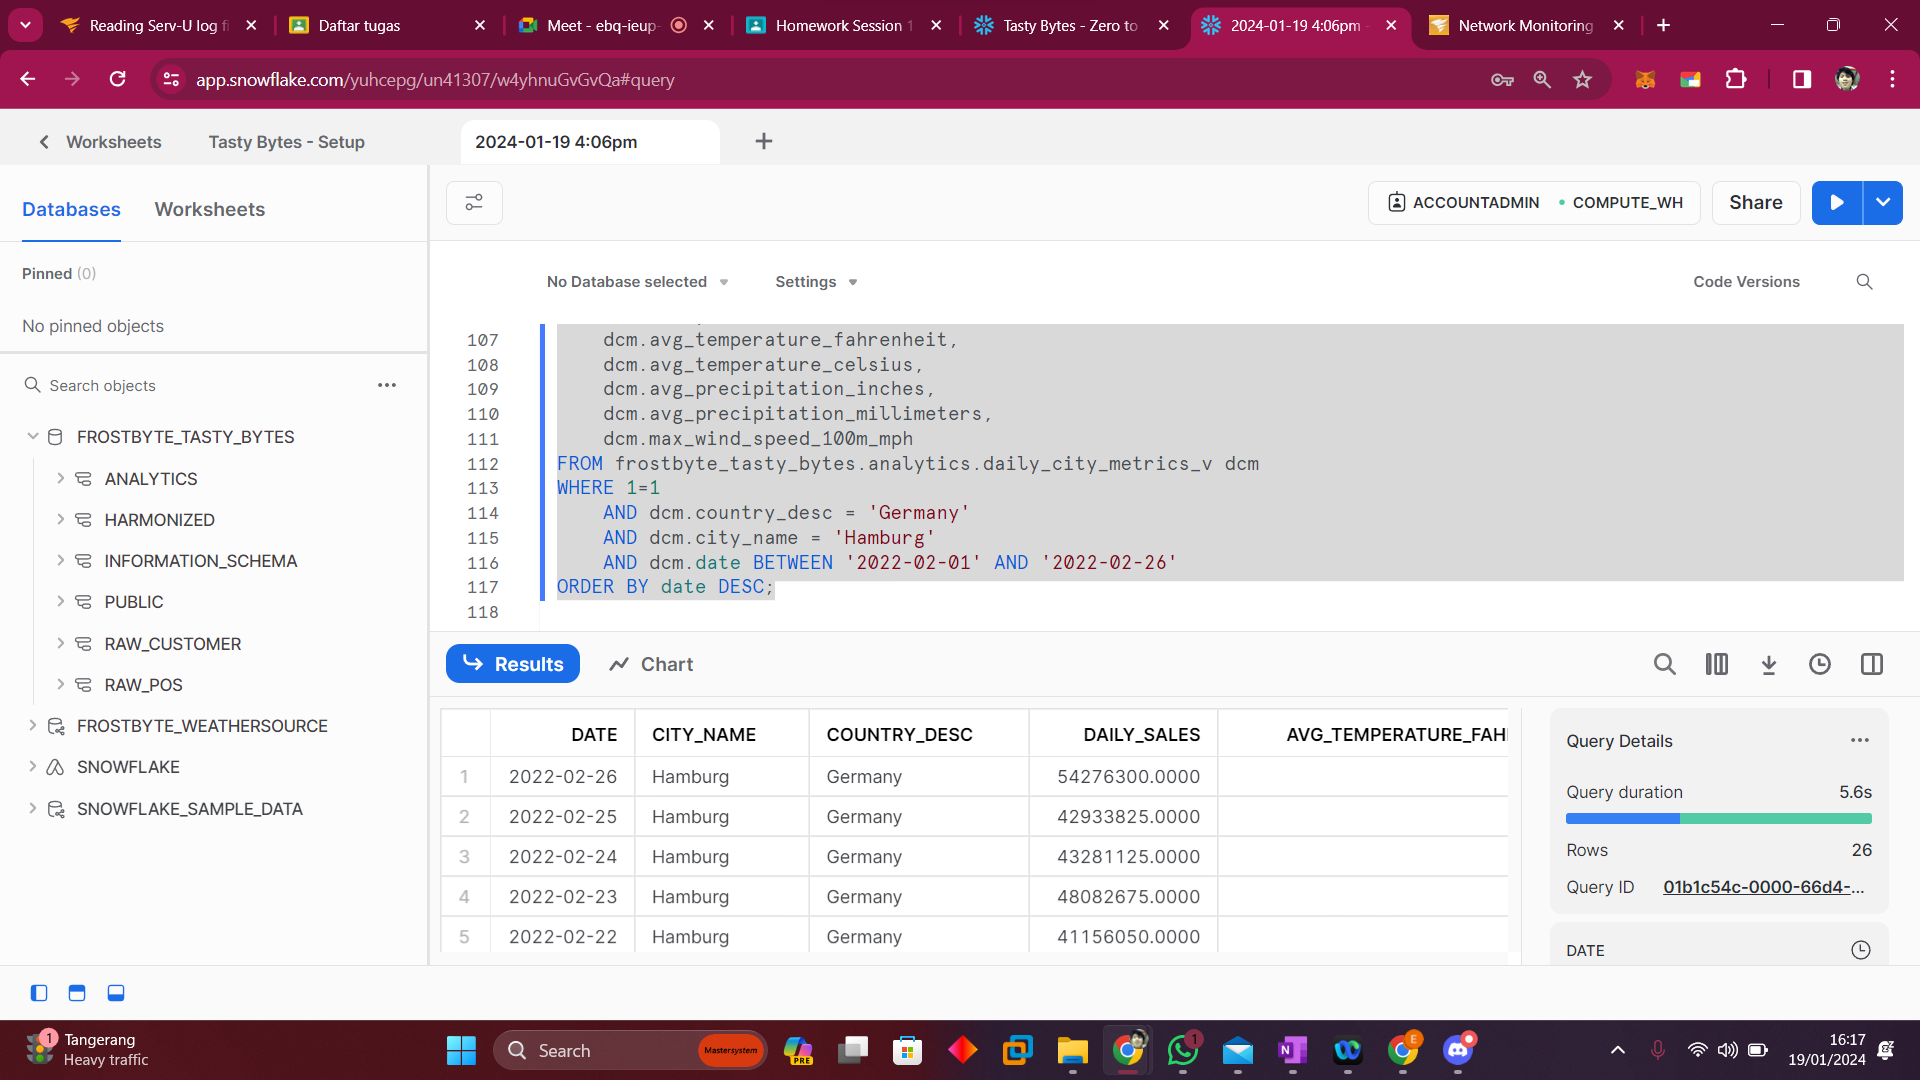 Reading Serv-U log fi
Daftar tugas
Meet - ebq-ieup-
Homework Session 1
Tasty Bytes - Zero to
2024-01-19 4:06pm -
Network Monitoring
app.snowflake.com/yuhcepg/un41307/w4yhnuGvGvQa#query
Worksheets
Tasty Bytes - Setup
2024-01-19 4:06pm
Databases
Worksheets
ACCOUNTADMIN
COMPUTE_WH
Share
Pinned (0)
No pinned objects
No Database selected
Settings
Code Versions
Search objects
FROSTBYTE_TASTY_BYTES
ANALYTICS
HARMONIZED
INFORMATION_SCHEMA
PUBLIC
RAW_CUSTOMER
RAW_POS
FROSTBYTE_WEATHERSOURCE
SNOWFLAKE
SNOWFLAKE_SAMPLE_DATA
107 dcm.avg_temperature_fahrenheit,
108 dcm.avg_temperature_celsius,
109 dcm.avg_precipitation_inches,
110 dcm.avg_precipitation_millimeters,
111 dcm.max_wind_speed_100m_mph
112 FROM frostbyte_tasty_bytes.analytics.daily_city_metrics_v dcm
113 WHERE 1=1
114 AND dcm.country_desc = 'Germany'
115 AND dcm.city_name = 'Hamburg'
116 AND dcm.date BETWEEN '2022-02-01' AND '2022-02-26'
117 ORDER BY date DESC;
118
Results
Chart
DATE CITY_NAME COUNTRY_DESC DAILY_SALES AVG_TEMPERATURE_FAHI
1 2022-02-26 Hamburg Germany 54276300.0000
2 2022-02-25 Hamburg Germany 42933825.0000
3 2022-02-24 Hamburg Germany 43281125.0000
4 2022-02-23 Hamburg Germany 48082675.0000
5 2022-02-22 Hamburg Germany 41156050.0000
Query Details
Query duration 5.6s
Rows 26
Query ID 01b1c54c-0000-66d4-...
DATE
1
Tangerang
Heavy traffic
Search
Mastersystem
PRE
1
E
16:17
19/01/2024